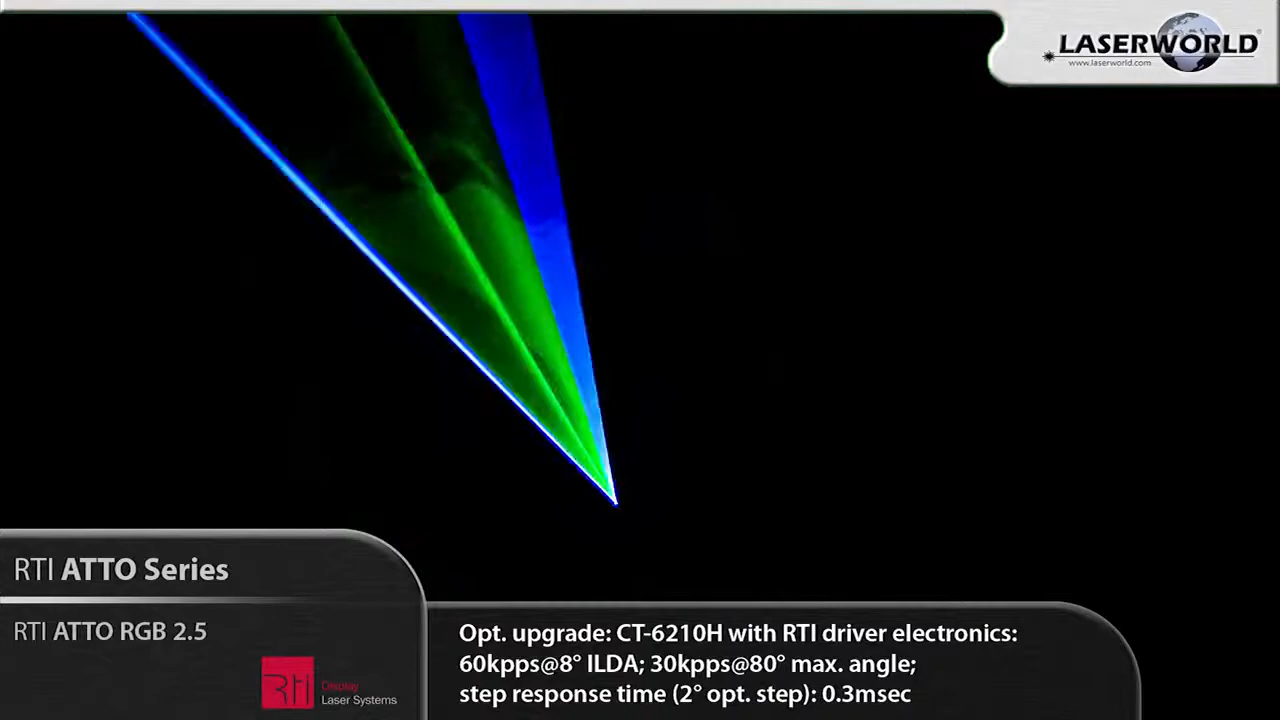 LASERWORLD
www.laserworld.com
RTI ATTO Series
RTI ATTO RGB 2.5
RTI
Display
Laser Systems
Opt. upgrade: CT-6210H with RTI driver electronics:
60kpps@8° ILDA; 30kpps@80° max. angle;
step response time (2° opt. step): 0.3msec